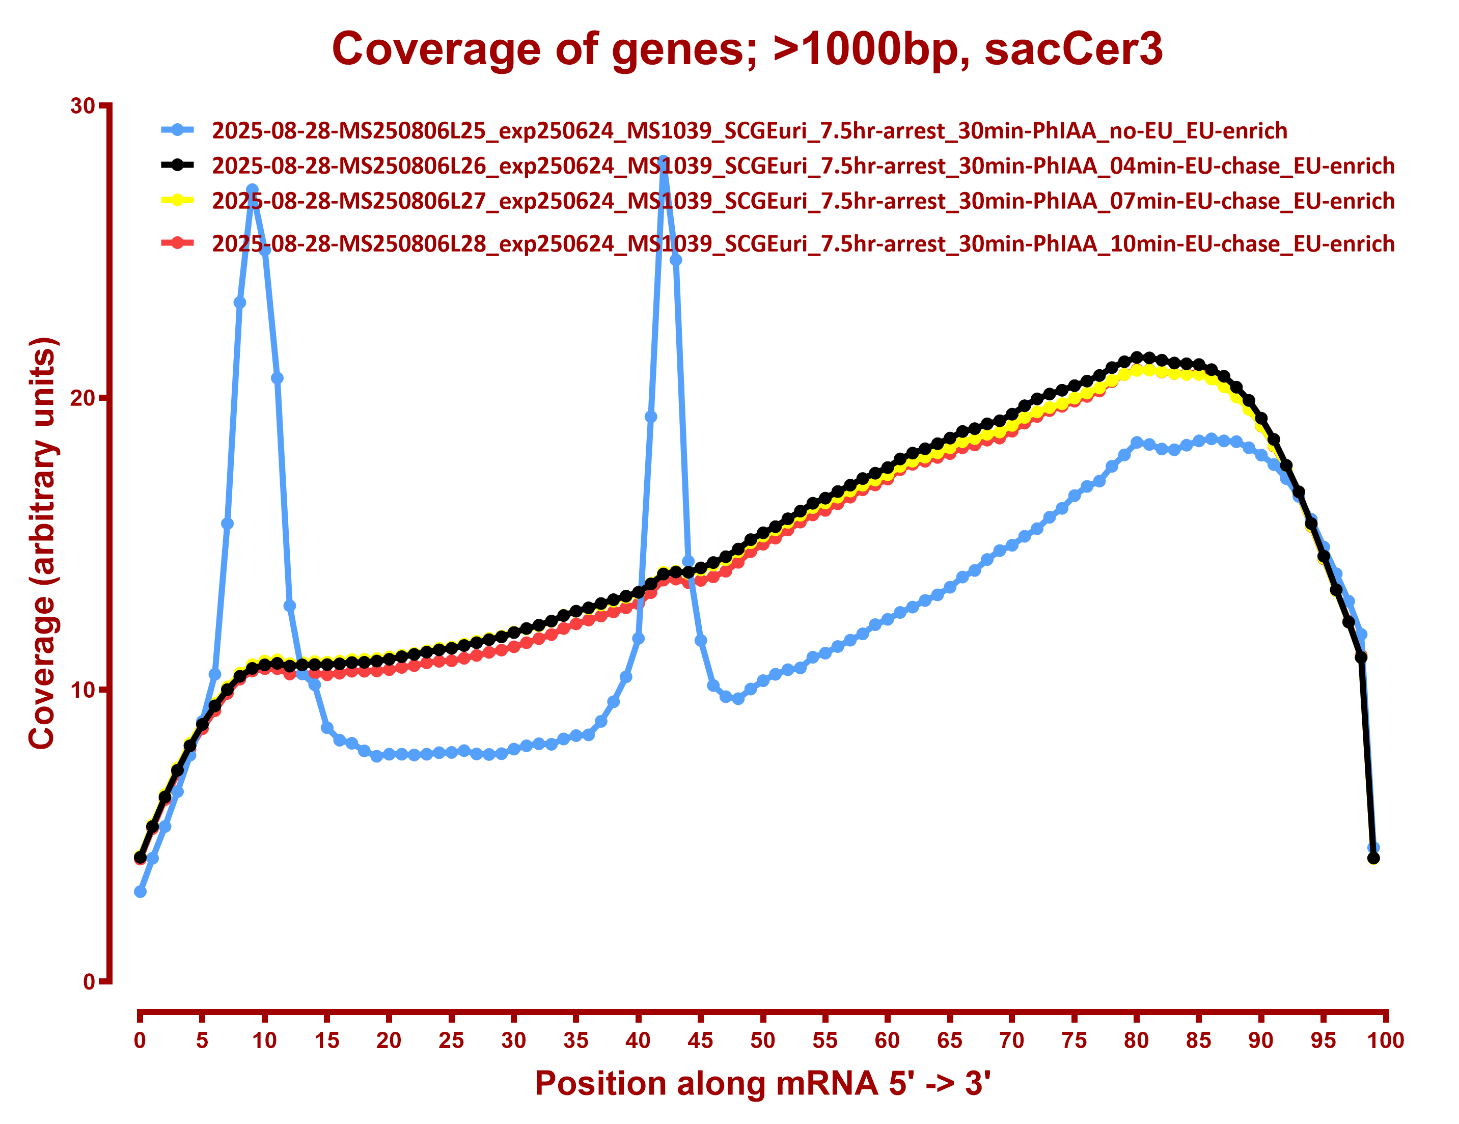 Coverage of genes; >1000bp, sacCer3
30
2025-08-28-MS250806L25_exp250624_MS1039_SCGEuri_7.5hr-arrest_30min-PhIAA_no-EU_EU-enrich
2025-08-28-MS250806L26_exp250624_MS1039_SCGEuri_7.5hr-arrest_30min-PhIAA_04min-EU-chase_EU-enrich
2025-08-28-MS250806L27_exp250624_MS1039_SCGEuri_7.5hr-arrest_30min-PhIAA_07min-EU-chase_EU-enrich
2025-08-28-MS250806L28_exp250624_MS1039_SCGEuri_7.5hr-arrest_30min-PhIAA_10min-EU-chase_EU-enrich
Coverage (arbitrary units)
20
10
0
0 5 10 15 20 25 30 35 40 45 50 55 60 65 70 75 80 85 90 95 100
Position along mRNA 5' -> 3'